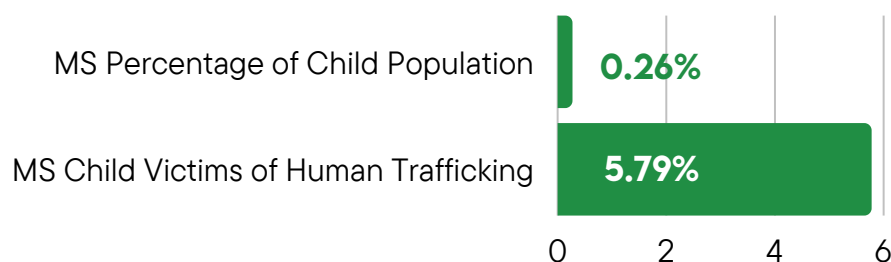 MS Percentage of Child Population
0.26%
MS Child Victims of Human Trafficking
5.79%
0 2 4 6